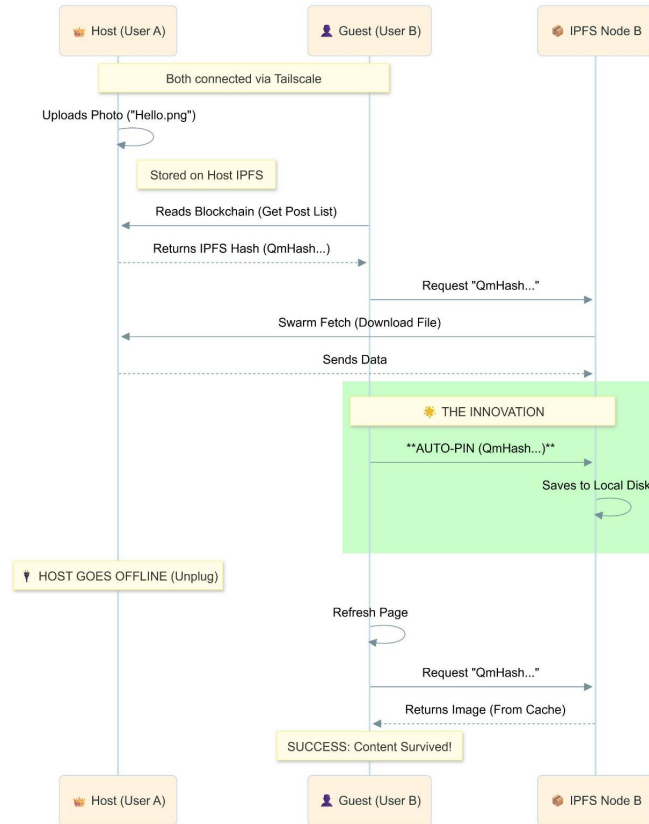 Host (User A)
Guest (User B)
IPFS Node B
Both connected via Tailscale
Uploads Photo ("Hello.png")
Stored on Host IPFS
Reads Blockchain (Get Post List)
Returns IPFS Hash (QmHash...)
Request "QmHash..."
Swarm Fetch (Download File)
Sends Data
THE INNOVATION
**AUTO-PIN (QmHash...)**
Saves to Local Disk
HOST GOES OFFLINE (Unplug)
Refresh Page
Request "QmHash..."
Returns Image (From Cache)
SUCCESS: Content Survived!
Host (User A)
Guest (User B)
IPFS Node B